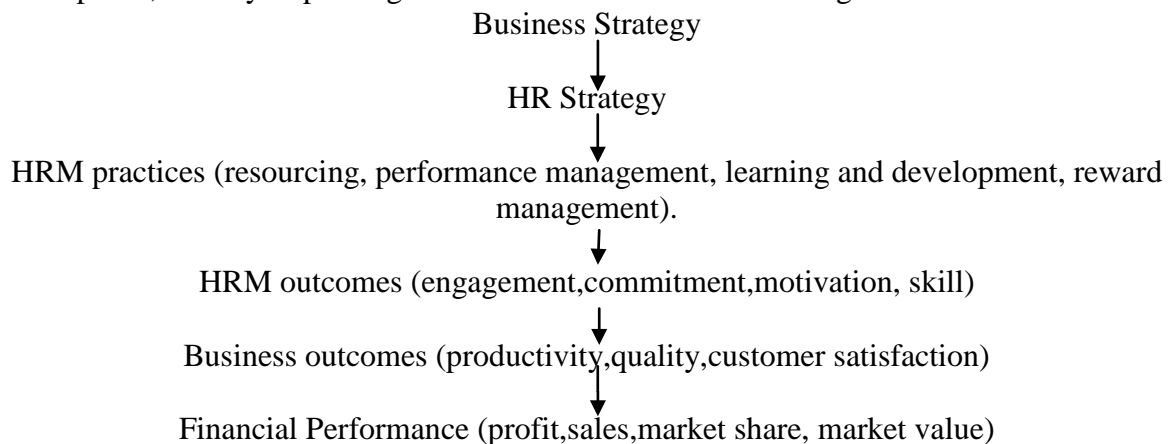 Business Strategy
HR Strategy
HRM practices (resourcing, performance management, learning and development, reward
management).
HRM outcomes (engagement,commitment,motivation, skill)
Business outcomes (productivity,quality,customer satisfaction)
Financial Performance (profit,sales,market share, market value)